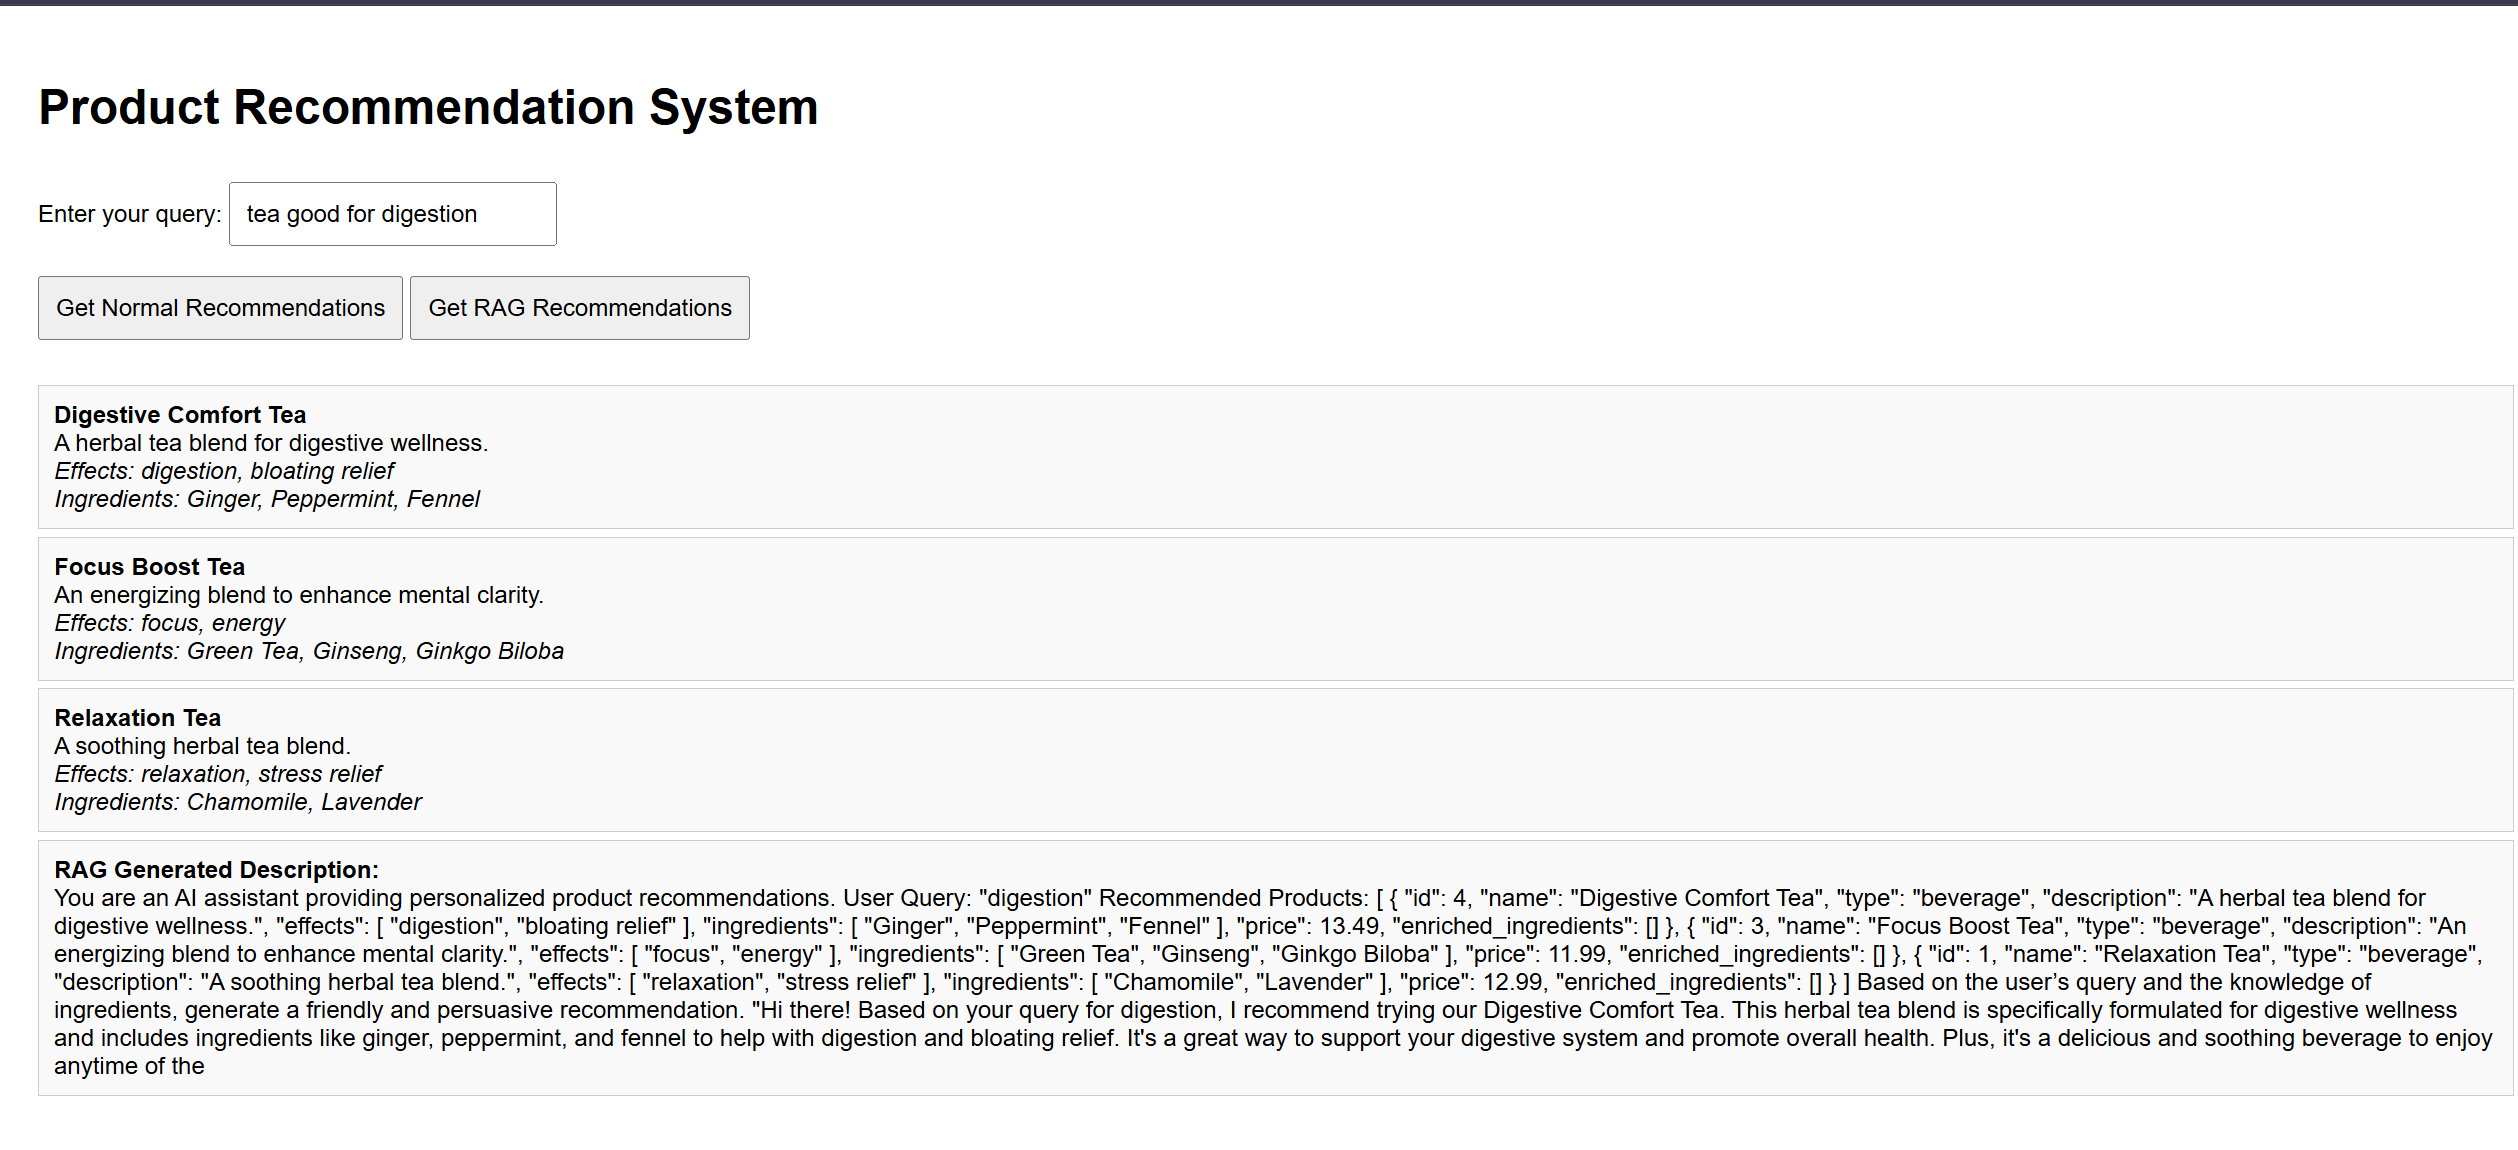 Product Recommendation System
Enter your query: tea good for digestion
Get Normal Recommendations Get RAG Recommendations
Digestive Comfort Tea
A herbal tea blend for digestive wellness.
Effects: digestion, bloating relief
Ingredients: Ginger, Peppermint, Fennel
Focus Boost Tea
An energizing blend to enhance mental clarity.
Effects: focus, energy
Ingredients: Green Tea, Ginseng, Ginkgo Biloba
Relaxation Tea
A soothing herbal tea blend.
Effects: relaxation, stress relief
Ingredients: Chamomile, Lavender
RAG Generated Description:
You are an AI assistant providing personalized product recommendations. User Query: "digestion" Recommended Products: [ { "id": 4, "name": "Digestive Comfort Tea", "type": "beverage", "description": "A herbal tea blend for
digestive wellness.", "effects": [ "digestion", "bloating relief" ], "ingredients": [ "Ginger", "Peppermint", "Fennel" ], "price": 13.49, "enriched_ingredients": [] }, { "id": 3, "name": "Focus Boost Tea", "type": "beverage", "description": "An
energizing blend to enhance mental clarity.", "effects": [ "focus", "energy" ], "ingredients": [ "Green Tea", "Ginseng", "Ginkgo Biloba" ], "price": 11.99, "enriched_ingredients": [] }, { "id": 1, "name": "Relaxation Tea", "type": "beverage",
"description": "A soothing herbal tea blend.", "effects": [ "relaxation", "stress relief" ], "ingredients": [ "Chamomile", "Lavender" ], "price": 12.99, "enriched_ingredients": [] } ] Based on the user’s query and the knowledge of
ingredients, generate a friendly and persuasive recommendation. "Hi there! Based on your query for digestion, I recommend trying our Digestive Comfort Tea. This herbal tea blend is specifically formulated for digestive wellness
and includes ingredients like ginger, peppermint, and fennel to help with digestion and bloating relief. It's a great way to support your digestive system and promote overall health. Plus, it's a delicious and soothing beverage to enjoy
anytime of the